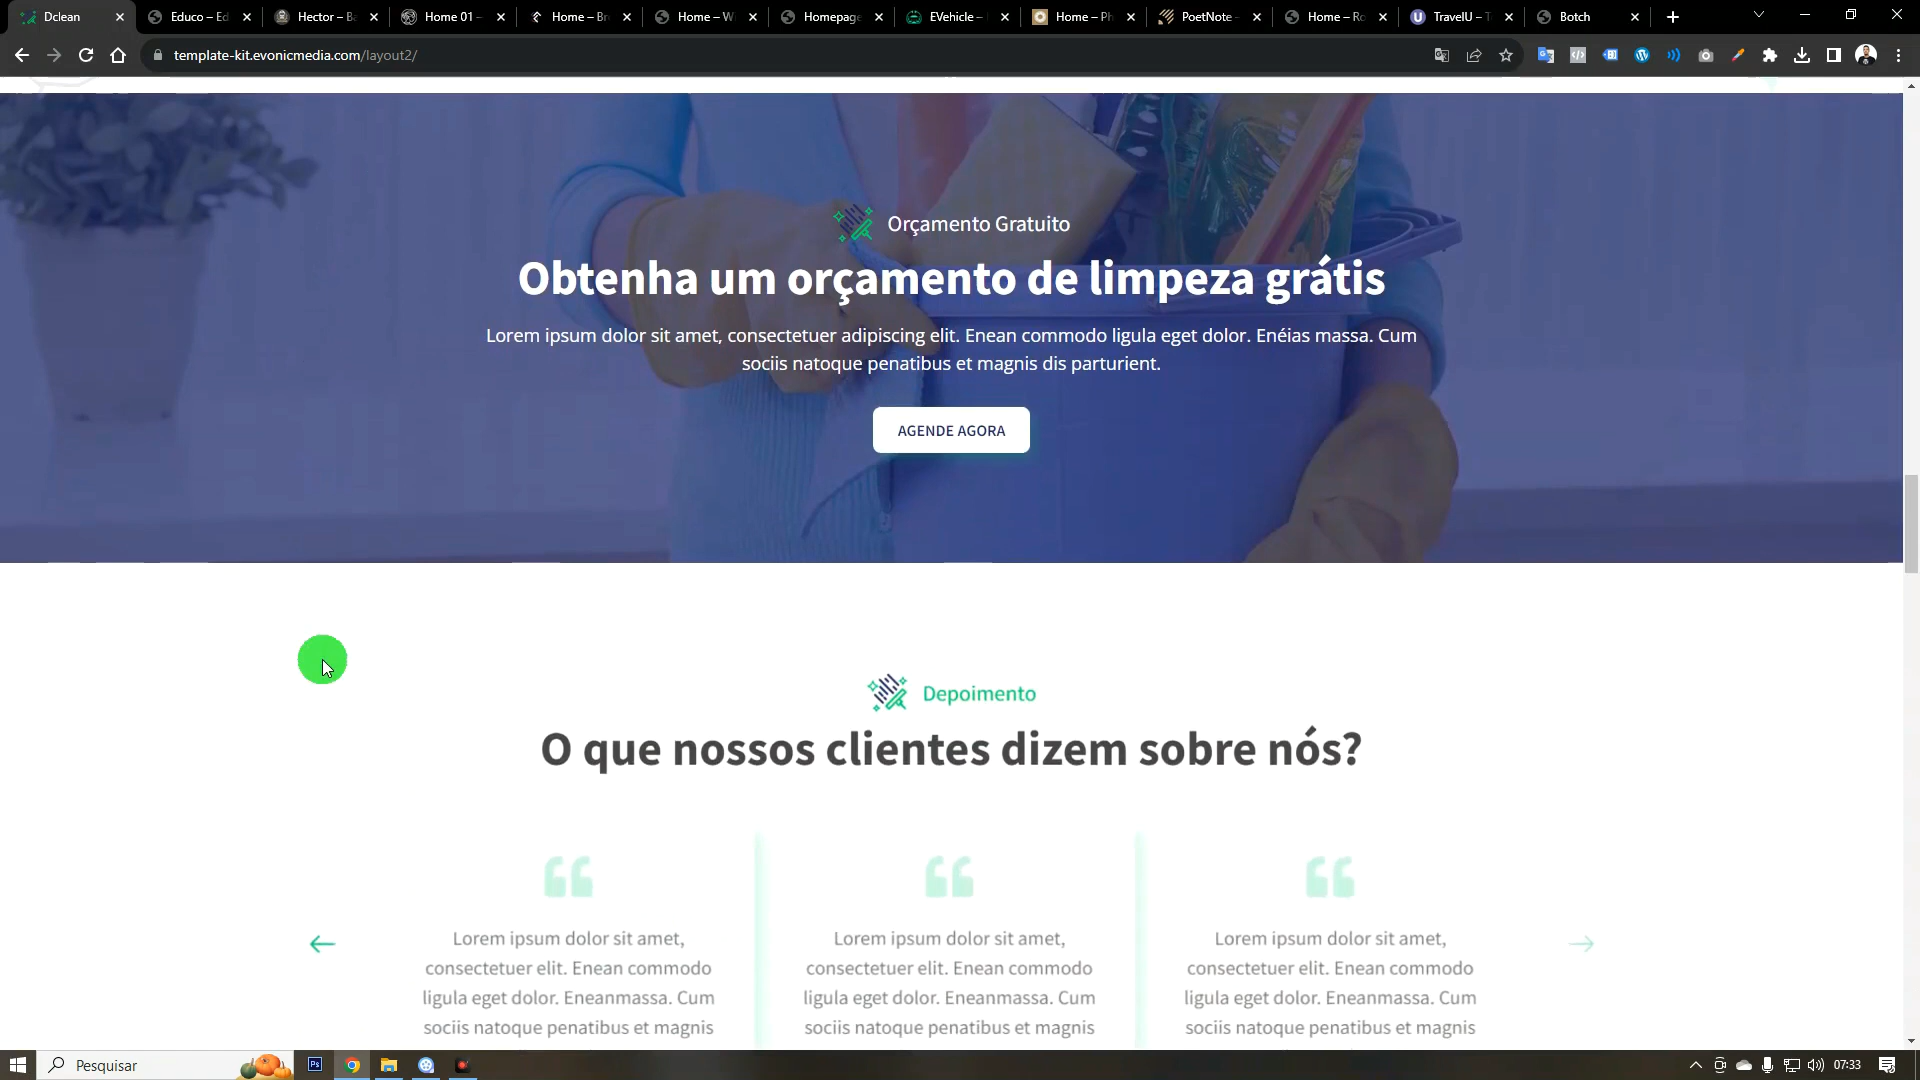 Dclean
Educo – Ed
Hector – Ba
Home 01 –
Home – Br
Home – W
Homepage
EVehicle –
Home – Ph
PoetNote –
Home – Ro
TravelU – T
Botch
template-kit.evonicmedia.com/layout2/
Orçamento Gratuito
Obtenha um orçamento de limpeza grátis
Lorem ipsum dolor sit amet, consectetuer adipiscing elit. Enean commodo ligula eget dolor. Enéias massa. Cum
sociis natoque penatibus et magnis dis parturient.
AGENDE AGORA
Depoimento
O que nossos clientes dizem sobre nós?
Lorem ipsum dolor sit amet,
consectetuer elit. Enean commodo
ligula eget dolor. Eneanmassa. Cum
sociis natoque penatibus et magnis
Lorem ipsum dolor sit amet,
consectetuer elit. Enean commodo
ligula eget dolor. Eneanmassa. Cum
sociis natoque penatibus et magnis
Lorem ipsum dolor sit amet,
consectetuer elit. Enean commodo
ligula eget dolor. Eneanmassa. Cum
sociis natoque penatibus et magnis
Pesquisar
Ps
07:33